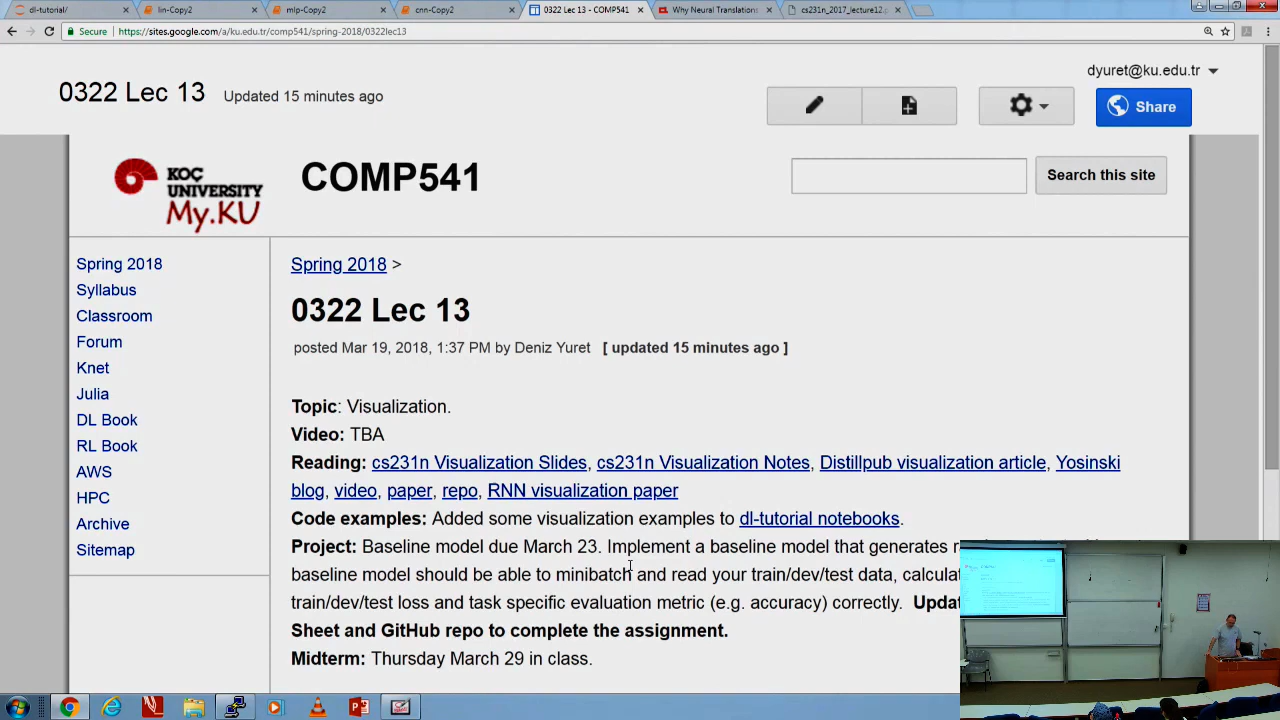 dl-tutorial/
lin-Copy2
mlp-Copy2
cnn-Copy2
0322 Lec 13 - COMP541
Why Neural Translations
cs231n_2017_lecture12.p
Secure
https://sites.google.com/a/ku.edu.tr/comp541/spring-2018/0322lec13
dyuret@ku.edu.tr
0322 Lec 13 Updated 15 minutes ago
Share
KOÇ
UNIVERSITY
My.KU
COMP541
Search this site
Spring 2018
Syllabus
Classroom
Forum
Knet
Julia
DL Book
RL Book
AWS
HPC
Archive
Sitemap
Spring 2018 >
0322 Lec 13
posted Mar 19, 2018, 1:37 PM by Deniz Yuret [ updated 15 minutes ago ]
Topic: Visualization.
Video: TBA
Reading: cs231n Visualization Slides, cs231n Visualization Notes, Distillpub visualization article, Yosinski
blog, video, paper, repo, RNN visualization paper
Code examples: Added some visualization examples to dl-tutorial notebooks.
Project: Baseline model due March 23. Implement a baseline model that generates
baseline model should be able to minibatch and read your train/dev/test data,
train/dev/test loss and task specific evaluation metric (e.g. accuracy) correctly.
Sheet and GitHub repo to complete the assignment.
Midterm: Thursday March 29 in class.